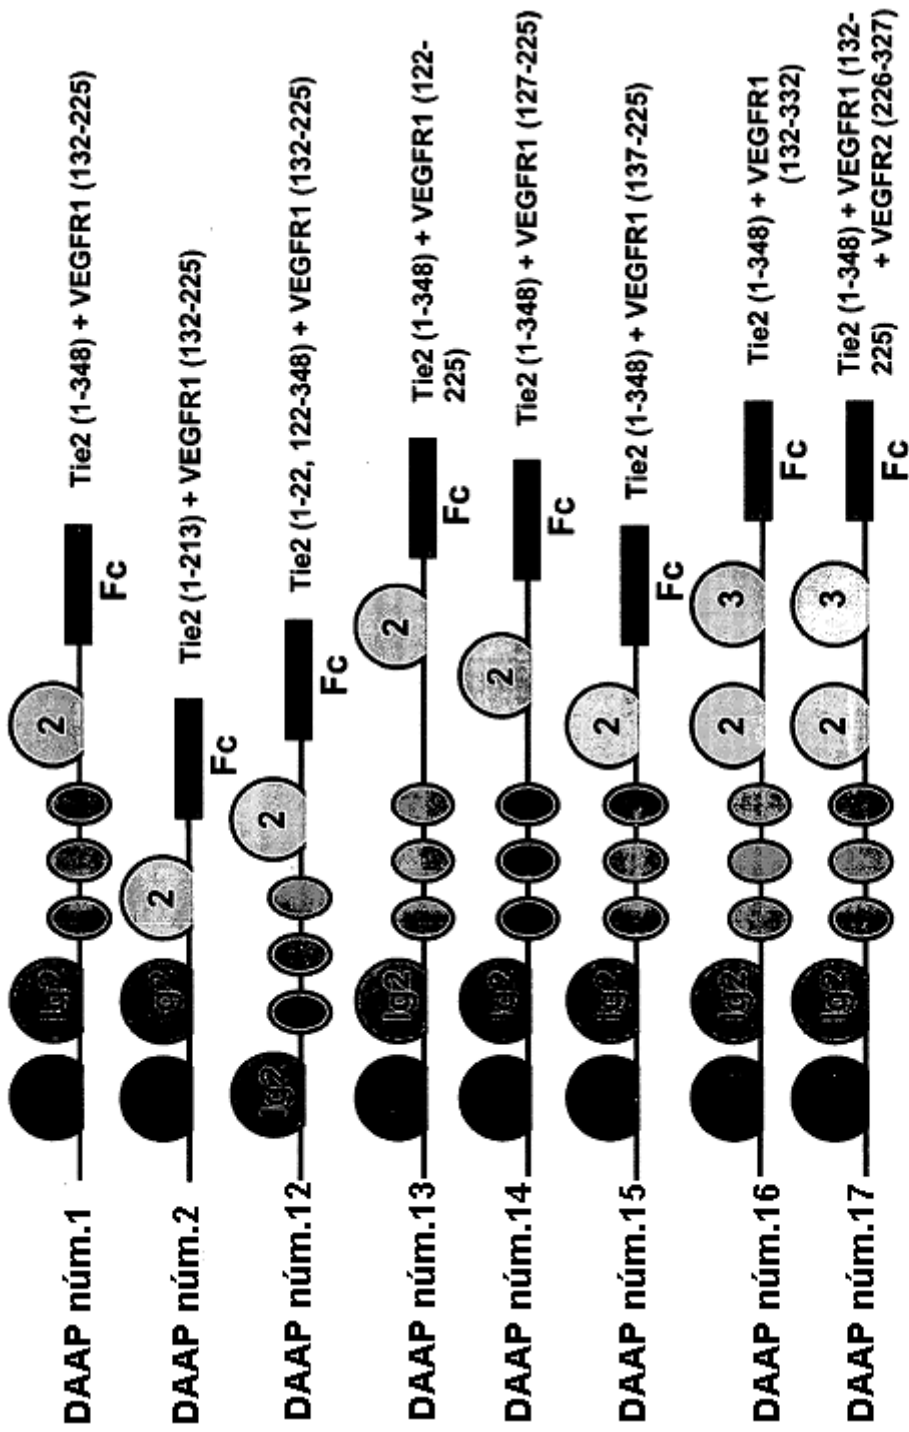 DAAP núm.1
Ig2
2
Fc
Tie2 (1-348) + VEGFR1 (132-225)
DAAP núm.2
2
Fc
Tie2 (1-213) + VEGFR1 (132-225)
DAAP núm.12
Ig2
2
Fc
Tie2 (1-22, 122-348) + VEGFR1 (132-225)
DAAP núm.13
Ig2
2
Fc
Tie2 (1-348) + VEGFR1 (122-
225)
DAAP núm.14
Ig2
2
Fc
Tie2 (1-348) + VEGFR1 (127-225)
DAAP núm.15
Ig2
2
Fc
Tie2 (1-348) + VEGFR1 (137-225)
DAAP núm.16
Ig2
2
3
Fc
Tie2 (1-348) + VEGFR1
(132-332)
DAAP núm.17
Ig2
2
3
Fc
Tie2 (1-348) + VEGFR1 (132-
225) + VEGFR2 (226-327)